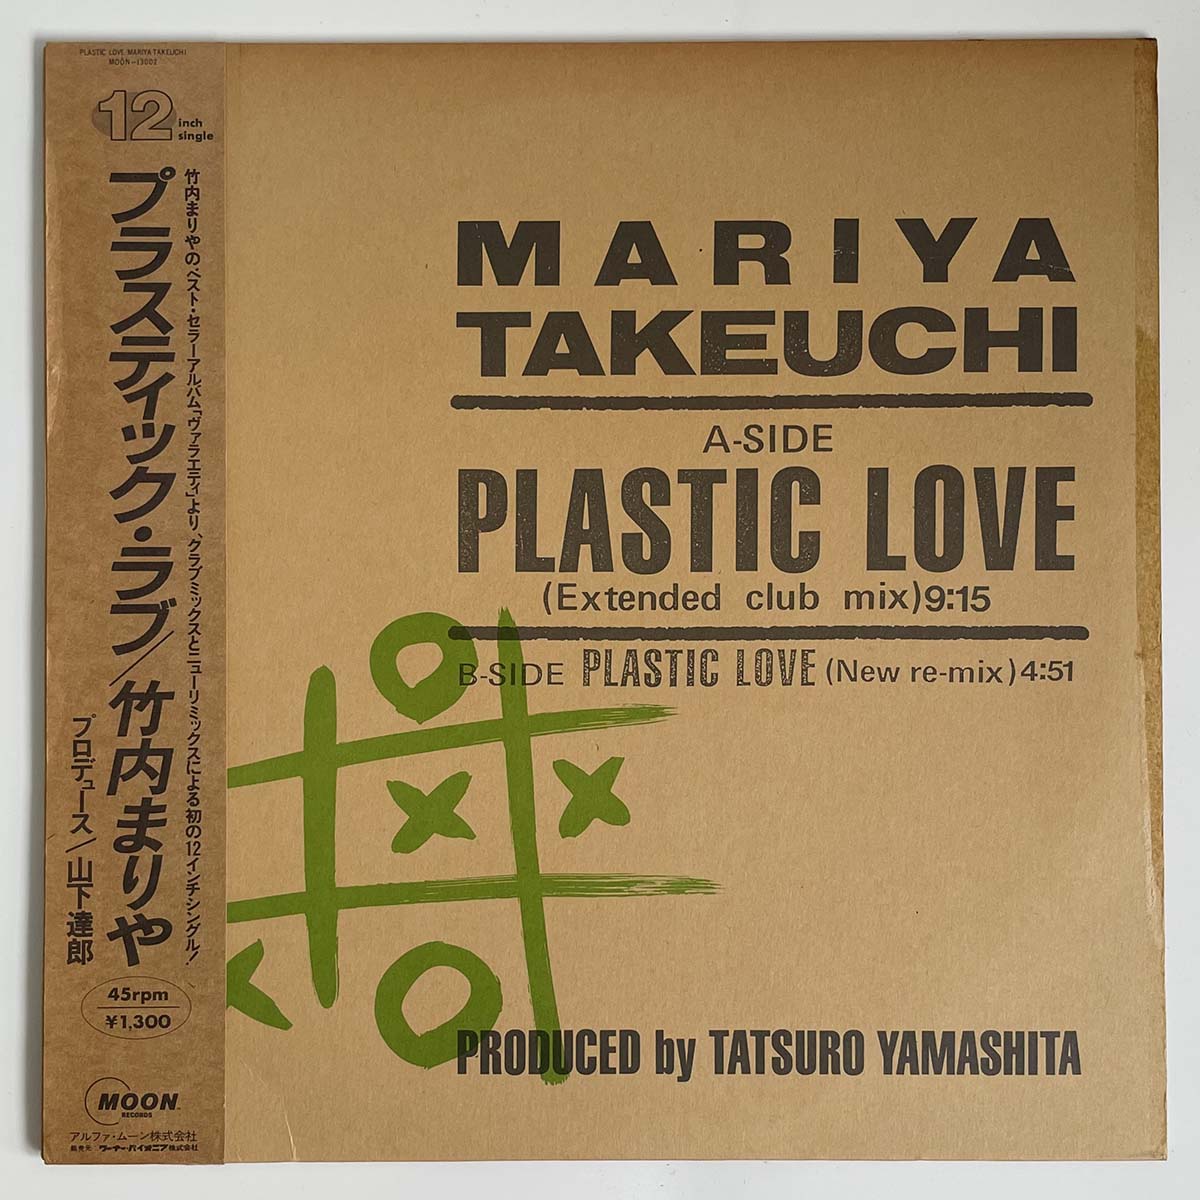 PLASTIC LOVE/MARIYA TAKEUCHI
MOON-13002
12 inch single
竹内まりやのベスト・セラーアルバム「ヴァラエティ」より、クラブミックスとニューリミックスによる初の12インチシングル!
プラスティック・ラブ/竹内まりや
プロデュース/山下達郎
45rpm
¥1,300
MOON
RECORDS
アルファ・ムーン株式会社
販売元 ワーナー・パイオニア株式会社
MARIYA
TAKEUCHI
A-SIDE
PLASTIC LOVE
(Extended club mix) 9:15
B-SIDE PLASTIC LOVE (New re-mix) 4:51
PRODUCED by TATSURO YAMASHITA